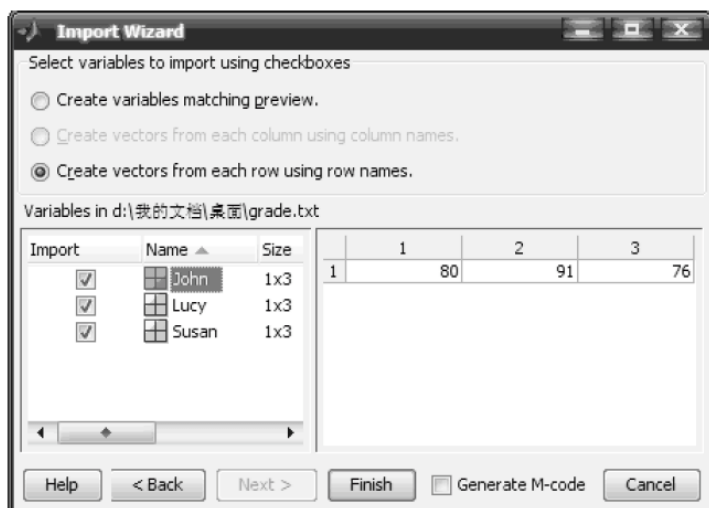 Import Wizard
Select variables to import using checkboxes
Create variables matching preview.
Create vectors from each column using column names.
Create vectors from each row using row names.
Variables in d:\我的文档\桌面\grade.txt
Import Name Size
John 1x3
Lucy 1x3
Susan 1x3
1 2 3
1 80 91 76
Help < Back Next > Finish Generate M-code Cancel